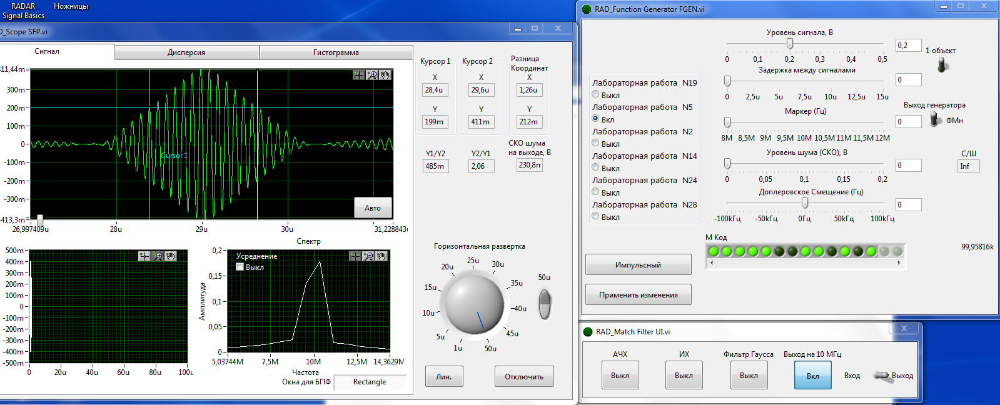 RADAR
Signal Basics
Ножницы
D_Scope SFP.vi
Сигнал
Дисперсия
Гистограмма
411,44m
300m
200m
100m
0
-100m
-200m
-300m
-413,3m
Cursor 1
Авто
26,997409u
28u
29u
30u
31,228843u
Спектр
500m
400m
300m
200m
100m
0
-100m
-200m
-300m
-400m
-500m
0
20u
40u
60u
80u
100u
Усреднение
Выкл
Амплитуда
0,2
0,15
0,1
0,05
0
5,03744M
7,5M
10M
12,5M
14,3629M
Частота
Окна для БПФ
Rectangle
Курсор 1
X
28,4u
Y
199m
Y1/Y2
485m
Курсор 2
X
29,6u
Y
411m
Y2/Y1
2,06
Разница
Координат
X
1,26u
Y
212m
СКО шума
на выходе, В
230,8m
Горизонтальная развертка
1u
5u
10u
15u
20u
25u
30u
35u
40u
45u
50u
50u
Лин.
Отключить
RAD_Function Generator FGEN.vi
Лабораторная работа N19
Выкл
Лабораторная работа N5
Вкл
Лабораторная работа N2
Выкл
Лабораторная работа N14
Выкл
Лабораторная работа N24
Выкл
Лабораторная работа N28
Выкл
Импульсный
Применить изменения
Уровень сигнала, В
0 0,1 0,2 0,3 0,4 0,5
0,2
1 объект
Задержка между сигналами
0 2,5u 5u 7,5u 10u 12,5u 15u
0
Выход генератора
ФМн
Маркер (Гц)
8M 8,5M 9M 9,5M 10M 10,5M 11M 11,5M 12M
0
Уровень шума (СКО), В
0 0,05 0,1 0,15 0,2
0
С/Ш
Inf
Доплеровское Смещение (Гц)
-100кГц -50кГц 0Гц 50кГц 100кГц
0
М Код
99,95816k
RAD_Match Filter UI.vi
АЧХ
Выкл
ИХ
Выкл
Фильтр Гаусса
Выкл
Выход на 10 МГц
Вкл
Вход
Выход